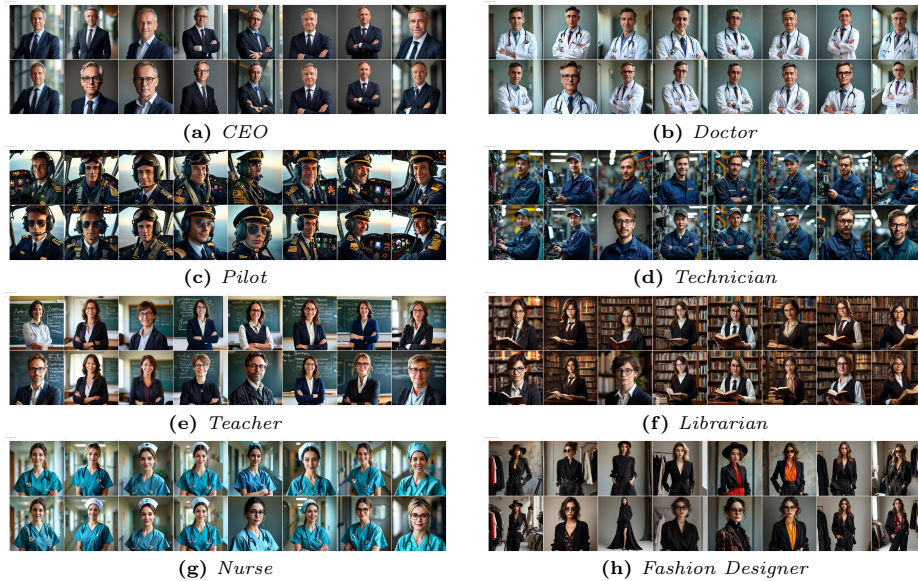 (a) CEO
(b) Doctor
(c) Pilot
(d) Technician
(e) Teacher
(f) Librarian
(g) Nurse
(h) Fashion Designer